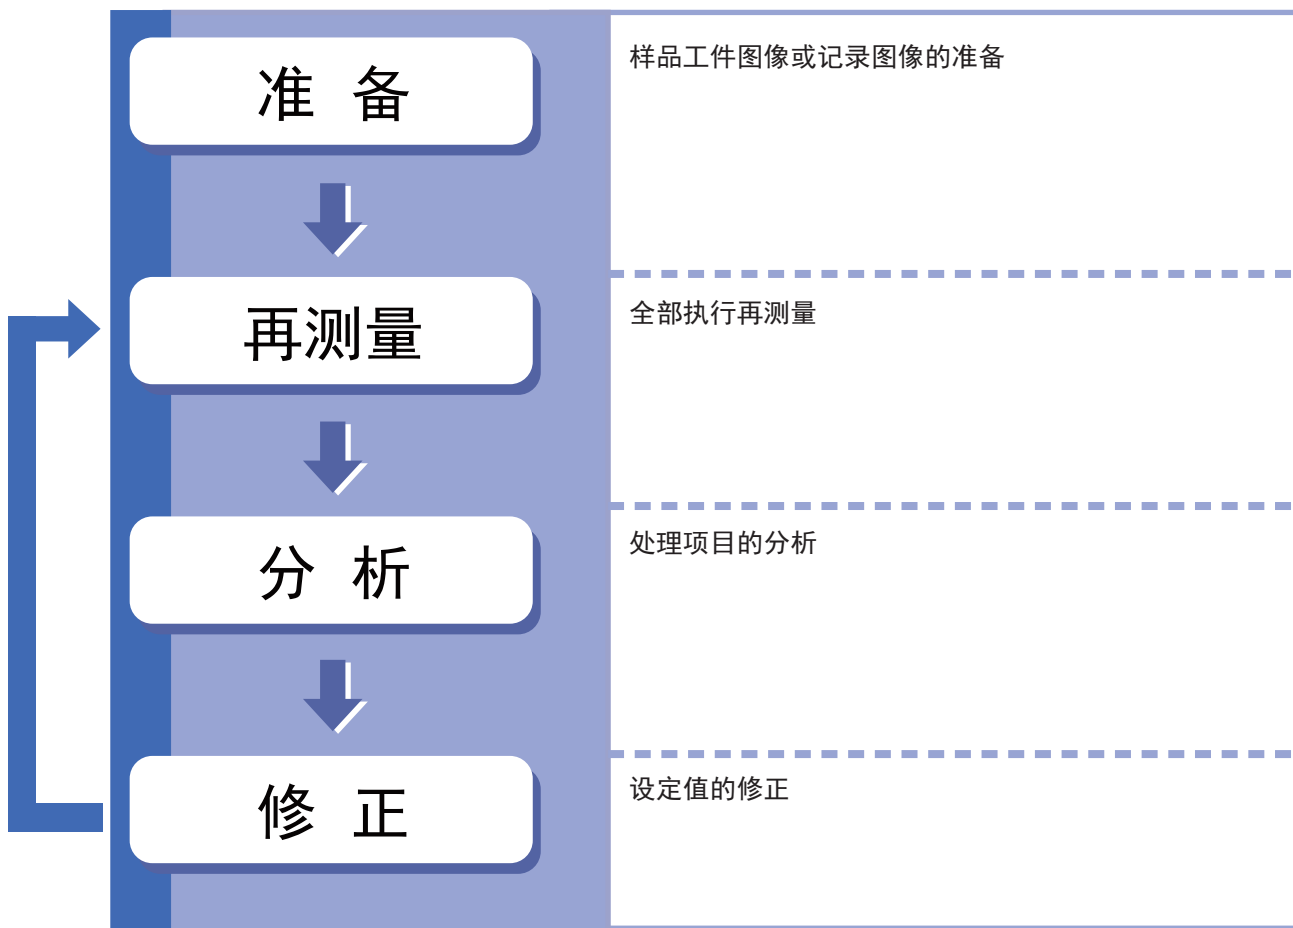 准 备
样品工件图像或记录图像的准备
再测量
全部执行再测量
分 析
处理项目的分析
修 正
设定值的修正